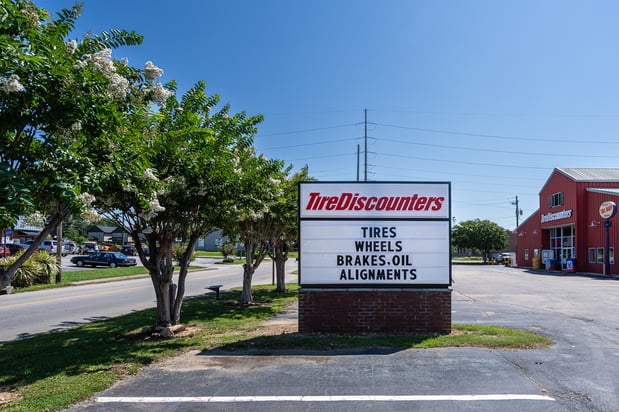 TireDiscounters
TIRES
WHEELS
BRAKES.OIL
ALIGNMENTS
TireDiscounters